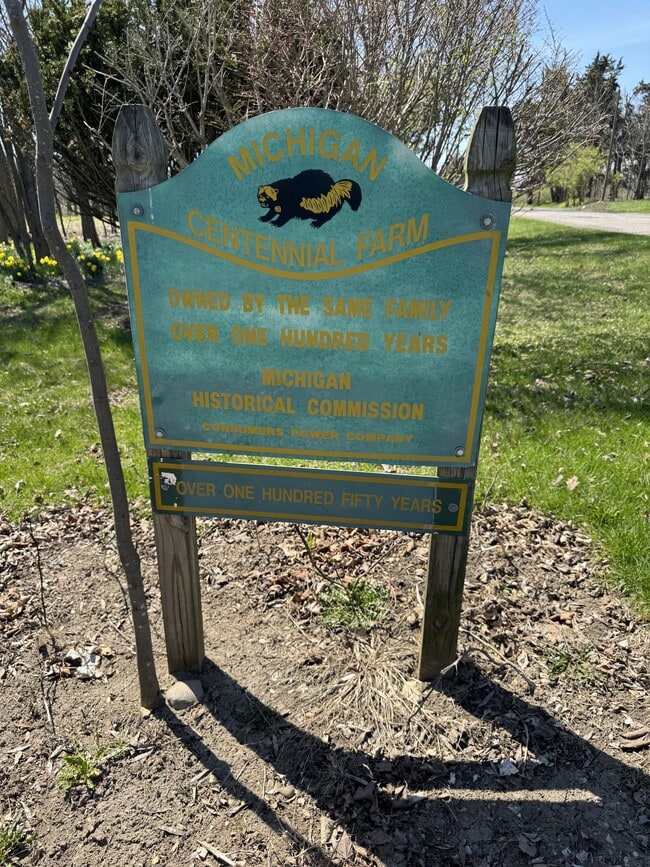 MICHIGAN
CENTENNIAL FARM
OWNED BY THE SAME FAMILY
OVER ONE HUNDRED YEARS
MICHIGAN
HISTORICAL COMMISSION
CONSUMERS POWER COMPANY
OVER ONE HUNDRED FIFTY YEARS